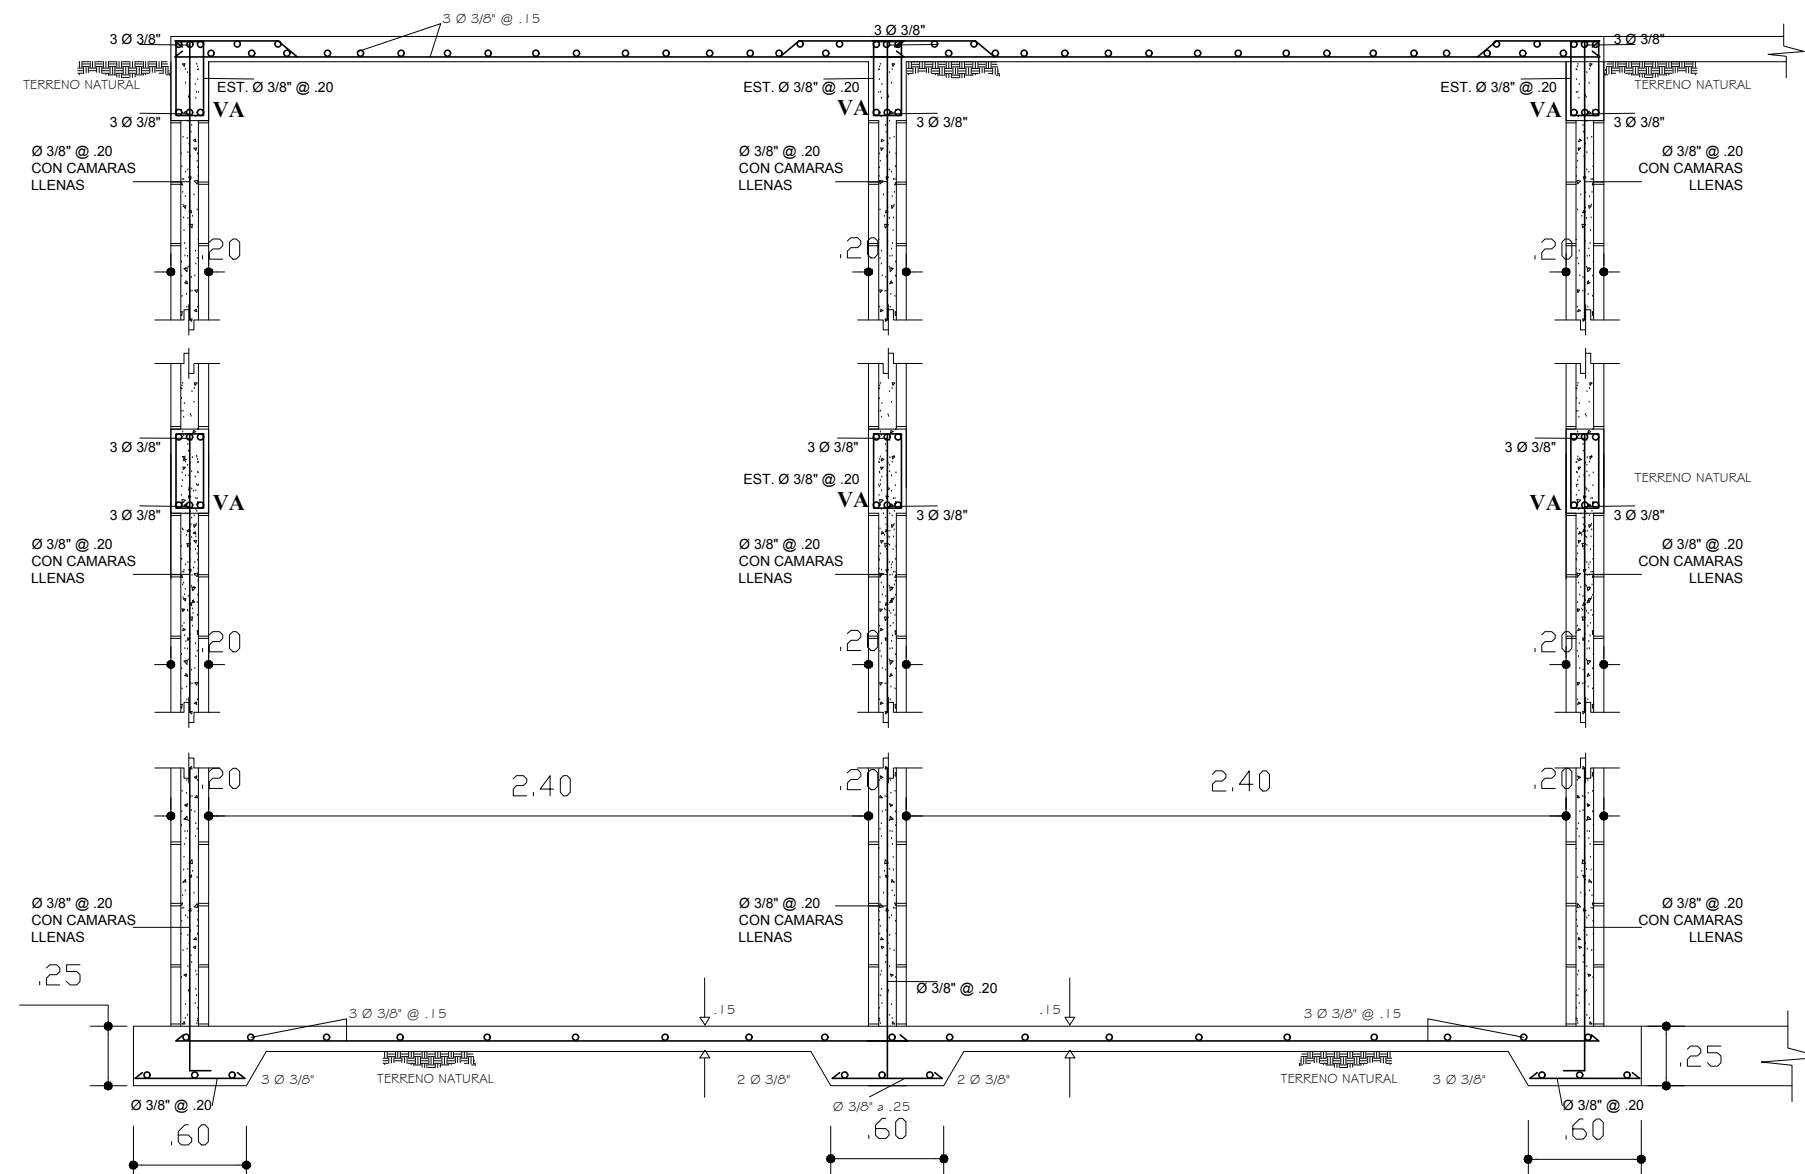 3 Ø 3/8" @ .15
3 Ø 3/8"
3 Ø 3/8"
3 Ø 3/8"
TERRENO NATURAL
EST. Ø 3/8" @ .20
EST. Ø 3/8" @ .20
EST. Ø 3/8" @ .20
TERRENO NATURAL
VA
VA
VA
3 Ø 3/8"
3 Ø 3/8"
3 Ø 3/8"
Ø 3/8" @ .20
CON CAMARAS
LLENAS
Ø 3/8" @ .20
CON CAMARAS
LLENAS
Ø 3/8" @ .20
CON CAMARAS
LLENAS
.20
.20
.20
3 Ø 3/8"
3 Ø 3/8"
3 Ø 3/8"
EST. Ø 3/8" @ .20
TERRENO NATURAL
VA
VA
VA
3 Ø 3/8"
3 Ø 3/8"
3 Ø 3/8"
Ø 3/8" @ .20
CON CAMARAS
LLENAS
Ø 3/8" @ .20
CON CAMARAS
LLENAS
Ø 3/8" @ .20
CON CAMARAS
LLENAS
.20
.20
.20
.20
2.40
.20
2.40
.20
Ø 3/8" @ .20
CON CAMARAS
LLENAS
Ø 3/8" @ .20
CON CAMARAS
LLENAS
Ø 3/8" @ .20
CON CAMARAS
LLENAS
.25
Ø 3/8" @ .20
3 Ø 3/8" @ .15
.15
.15
3 Ø 3/8" @ .15
.25
3 Ø 3/8"
TERRENO NATURAL
2 Ø 3/8"
2 Ø 3/8"
TERRENO NATURAL
3 Ø 3/8"
Ø 3/8" @ .20
Ø 3/8" a .25
Ø 3/8" @ .20
.60
.60
.60